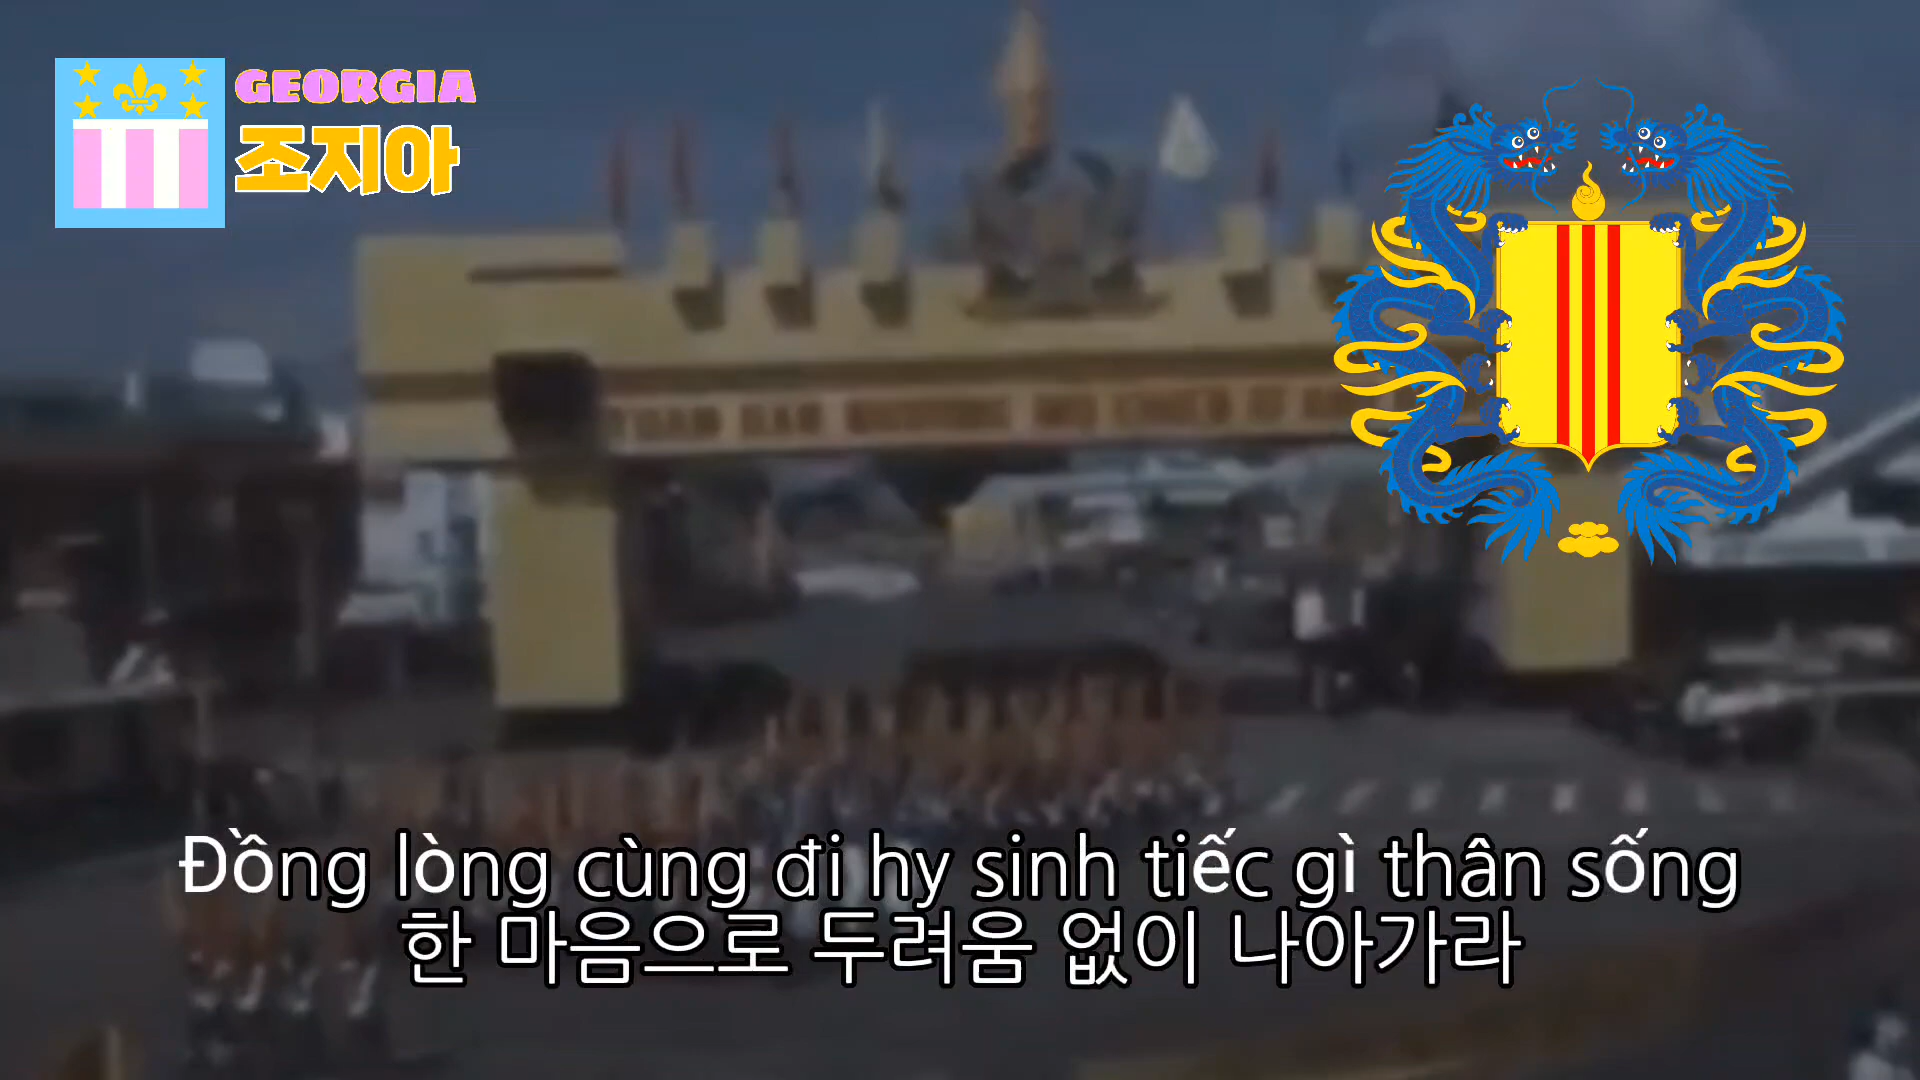 GEORGIA
조지아
Đồng lòng cùng đi hy sinh tiếc gì thân sống
한 마음으로 두려움 없이 나아가라